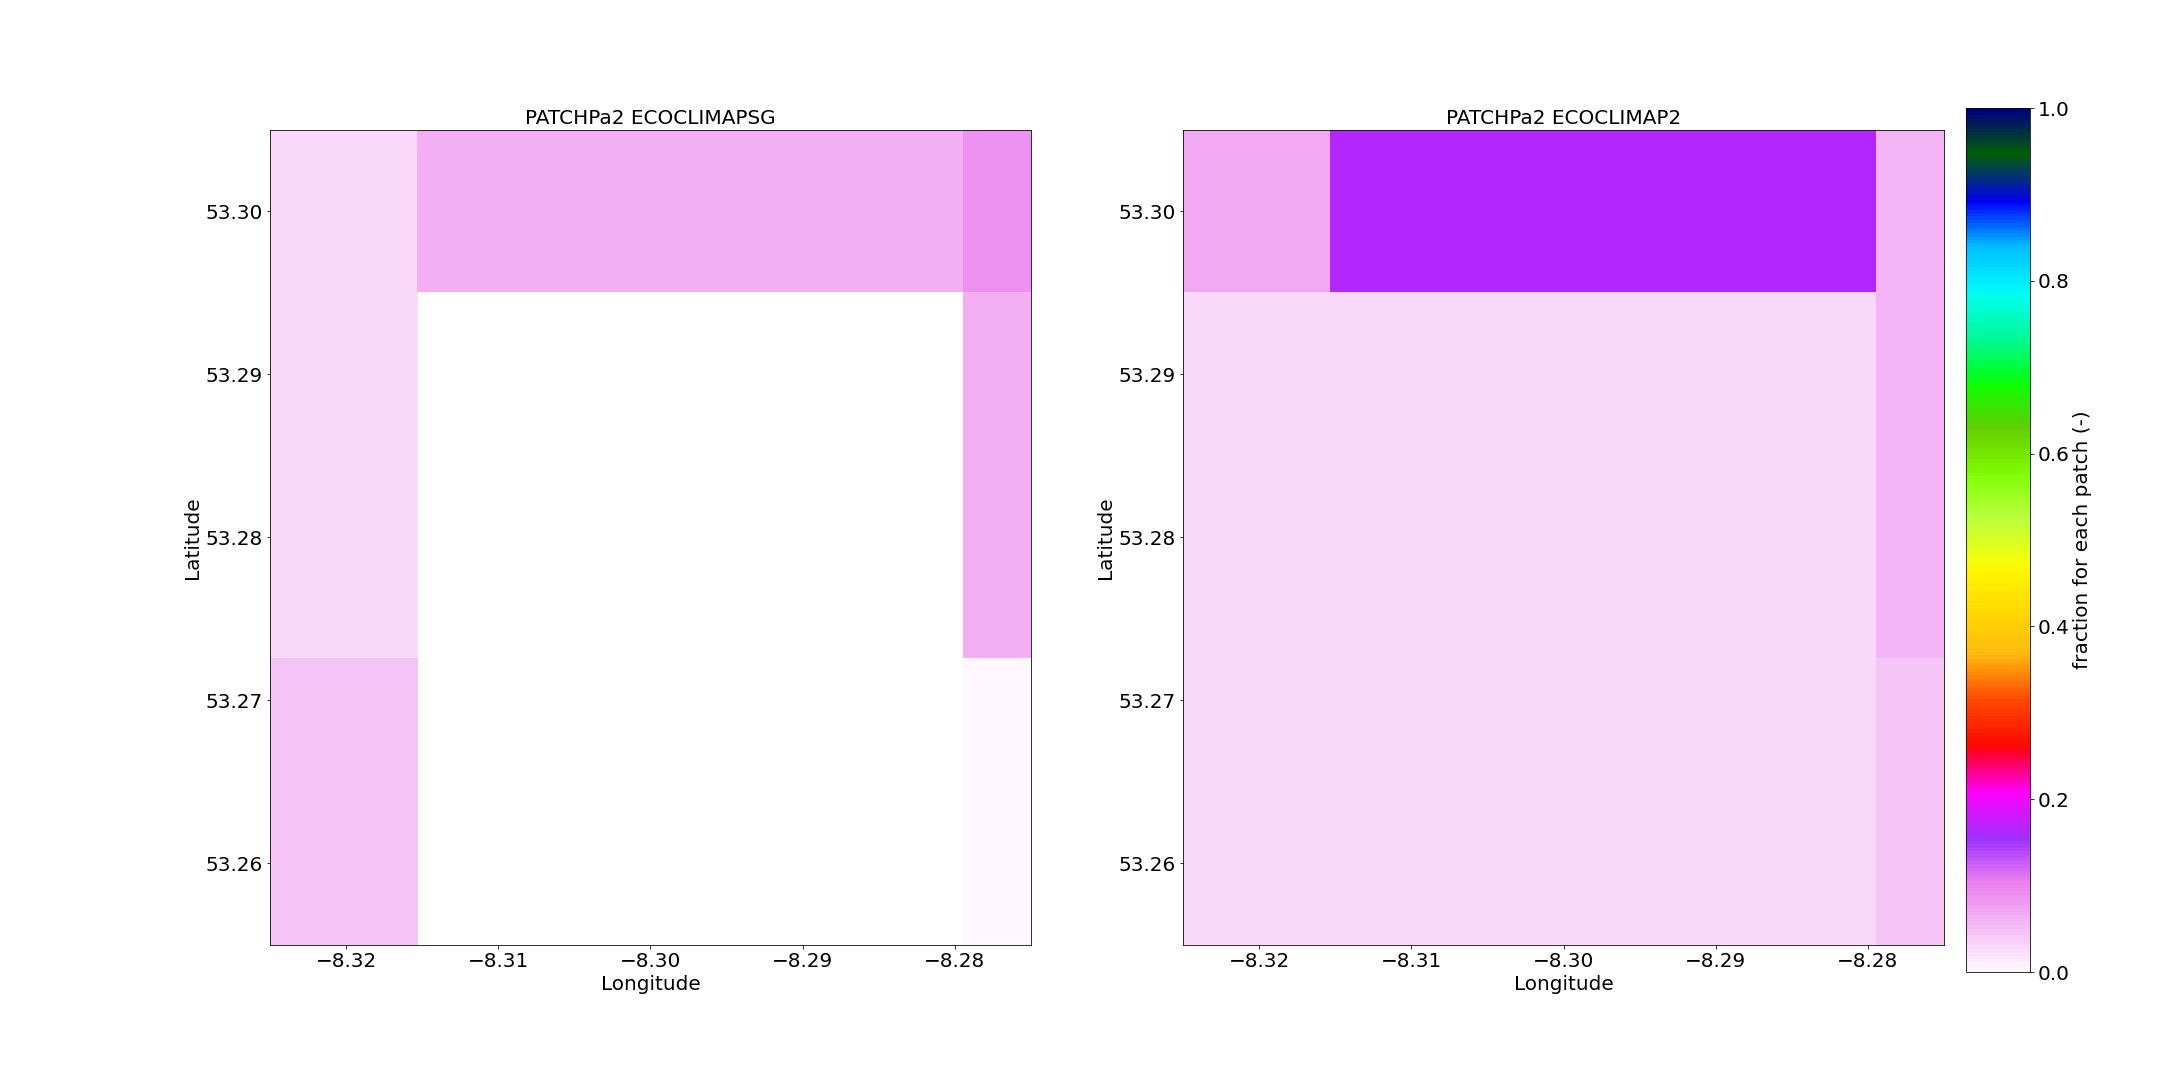 PATCHPa2 ECOCLIMAPSG
53.30
53.29
53.28
53.27
53.26
Latitude
−8.32 −8.31 −8.30 −8.29 −8.28
Longitude
PATCHPa2 ECOCLIMAP2
53.30
53.29
53.28
53.27
53.26
Latitude
−8.32 −8.31 −8.30 −8.29 −8.28
Longitude
1.0
0.8
0.6
0.4
0.2
0.0
fraction for each patch (-)